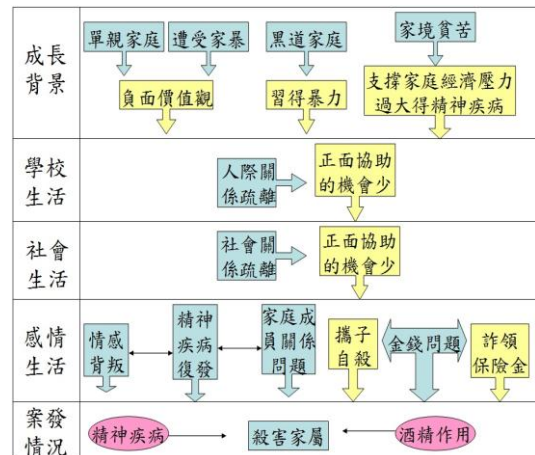 成長
背景
單親家庭
遭受家暴
黑道家庭
家境貧苦
負面價值觀
習得暴力
支撐家庭經濟壓力
過大得精神疾病
學校
生活
人際關
係疏離
正面協助
的機會少
社會
生活
社會關
係疏離
正面協助
的機會少
感情
生活
情感
背叛
精神
疾病
復發
家庭成
員關係
問題
攜子
自殺
金錢問題
詐領
保險金
案發
情況
精神疾病
殺害家屬
酒精作用